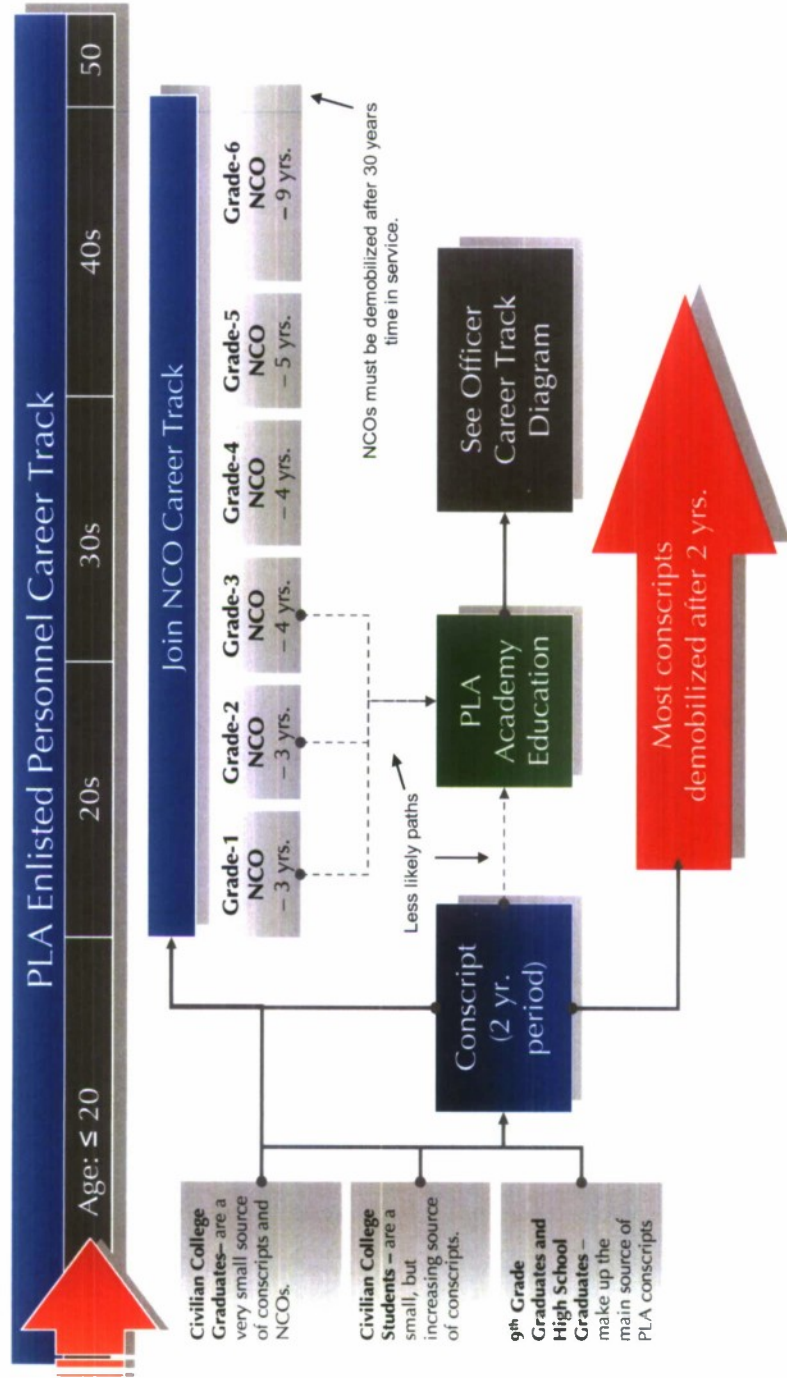 PLA Enlisted Personnel Career Track
Age: ≤ 20
20s
30s
40s
50
Join NCO Career Track
Grade-1
NCO
– 3 yrs.
Grade-2
NCO
– 3 yrs.
Grade-3
NCO
– 4 yrs.
Grade-4
NCO
– 4 yrs.
Grade-5
NCO
– 5 yrs.
Grade-6
NCO
– 9 yrs.
NCOs must be demobilized after 30 years
time in service.
Civilian College
Graduates– are a
very small source
of conscripts and
NCOs.
Civilian College
Students – are a
small, but
increasing source
of conscripts.
9th Grade
Graduates and
High School
Graduates –
make up the
main source of
PLA conscripts
Less likely paths
Conscript
(2 yr.
period)
PLA
Academy
Education
See Officer
Career Track
Diagram
Most conscripts
demobilized after 2 yrs.